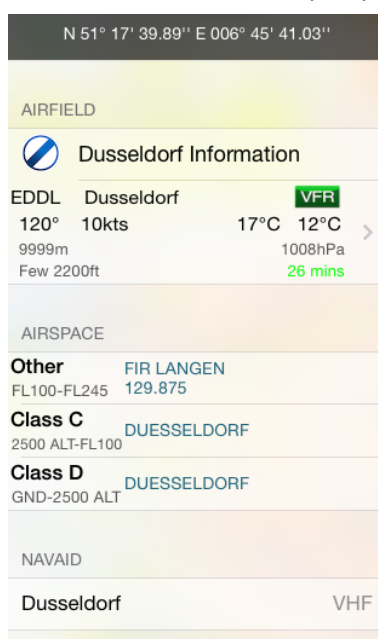 N 51° 17' 39.89'' E 006° 45' 41.03''
AIRFIELD
Dusseldorf Information
EDDL Dusseldorf VFR
120° 10kts 17°C 12°C
9999m 1008hPa
Few 2200ft 26 mins
AIRSPACE
Other FIR LANGEN
FL100-FL245 129.875
Class C DUESSELDORF
2500 ALT-FL100
Class D DUESSELDORF
GND-2500 ALT
NAVAID
Dusseldorf VHF